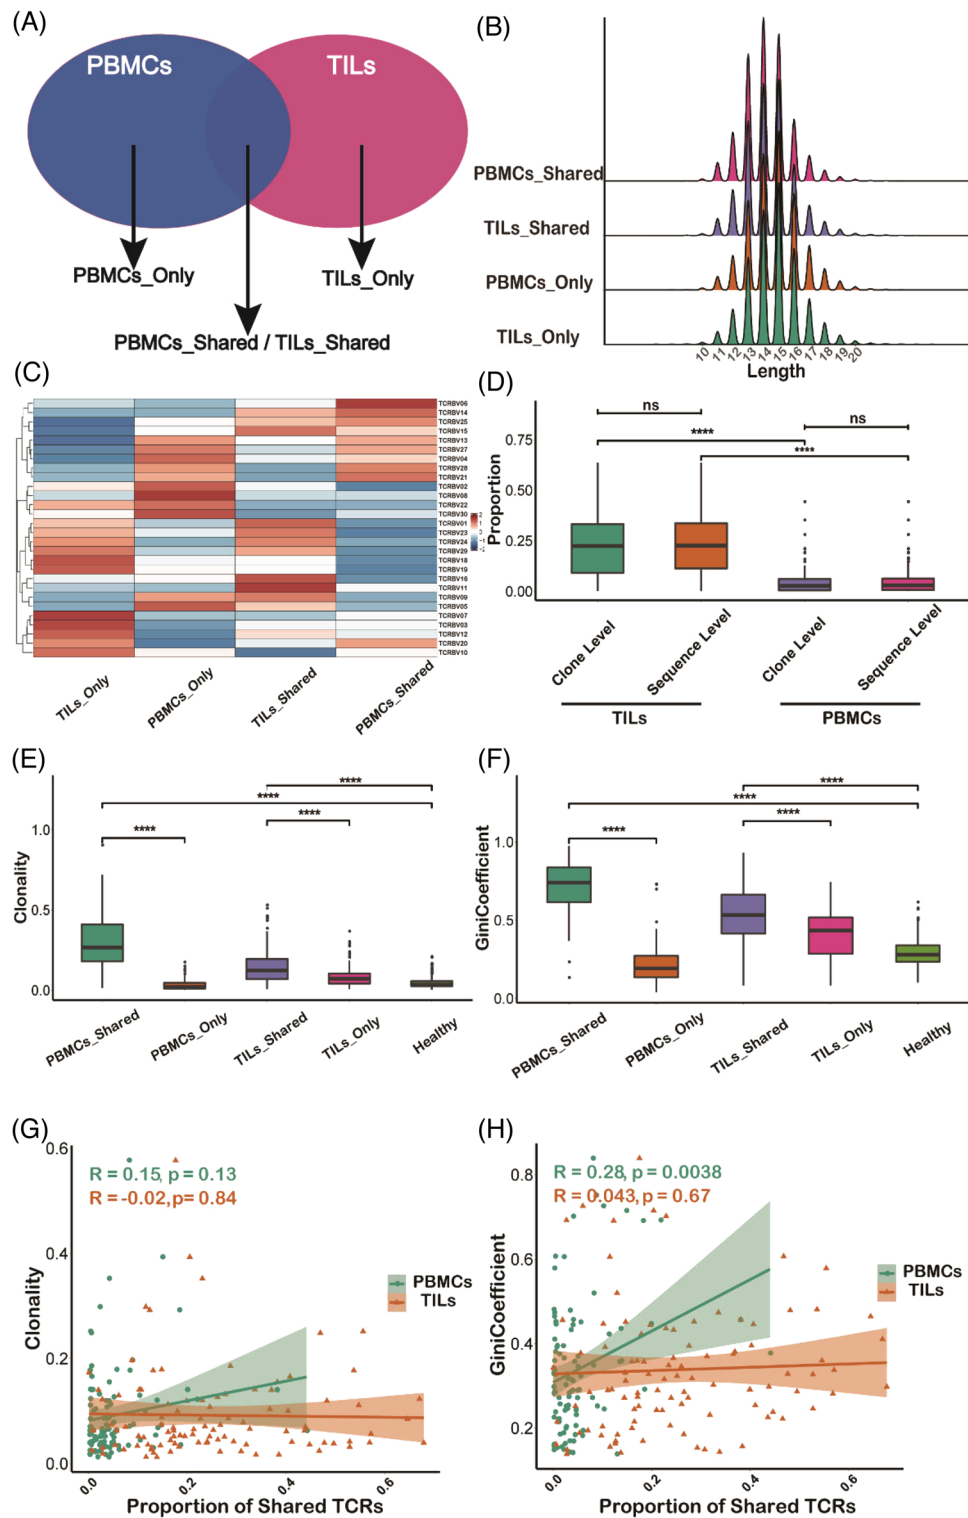 (A)
PBMCs
TILs
PBMCs_Only
TILs_Only
PBMCs_Shared / TILs_Shared
(B)
PBMCs_Shared
TILs_Shared
PBMCs_Only
TILs_Only
10 11 12 13 14 15 16 17 18 19 20
Length
(C)
TCRBV06
TCRBV14
TCRBV25
TCRBV15
TCRBV13
TCRBV27
TCRBV04
TCRBV28
TCRBV21
TCRBV02
TCRBV08
TCRBV22
TCRBV30
TCRBV01
TCRBV23
TCRBV24
TCRBV29
TCRBV18
TCRBV19
TCRBV16
TCRBV11
TCRBV09
TCRBV05
TCRBV07
TCRBV03
TCRBV12
TCRBV20
TCRBV10
TILs_Only
PBMCs_Only
TILs_Shared
PBMCs_Shared
(D)
ns
ns
****
****
Proportion
0.75
0.50
0.25
0.00
Clone Level
Sequence Level
Clone Level
Sequence Level
TILs
PBMCs
(E)
****
****
****
****
Clonality
1.0
0.5
0.0
PBMCs_Shared
PBMCs_Only
TILs_Shared
TILs_Only
Healthy
(F)
****
****
****
****
GiniCoefficient
1.0
0.5
0.0
PBMCs_Shared
PBMCs_Only
TILs_Shared
TILs_Only
Healthy
(G)
R = 0.15, p = 0.13
R = -0.02, p= 0.84
Clonality
0.6
0.4
0.2
0.0
PBMCs
TILs
0.0 0.2 0.4 0.6
Proportion of Shared TCRs
(H)
R = 0.28, p = 0.0038
R = 0.043, p = 0.67
GiniCoefficient
0.8
0.6
0.4
0.2
PBMCs
TILs
0.0 0.2 0.4 0.6
Proportion of Shared TCRs